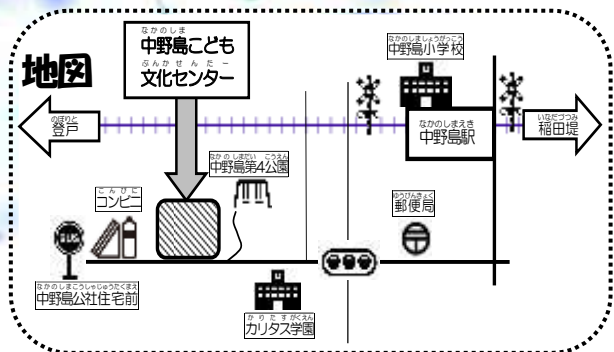 地図
なかのしま
中野島こども
ぶんかせんたー
文化センター
なかのしましょうがっこう
中野島小学校
のぼりと
登戸
なかのしまえき
中野島駅
いなだづつみ
稲田堤
なかのしまだい こうえん
中野島第4公園
こんびに
コンビニ
ゆうびんきょく
郵便局
なかのしまこうしゃじゅうたくまえ
中野島公社住宅前
かりたすがくえん
カリタス学園